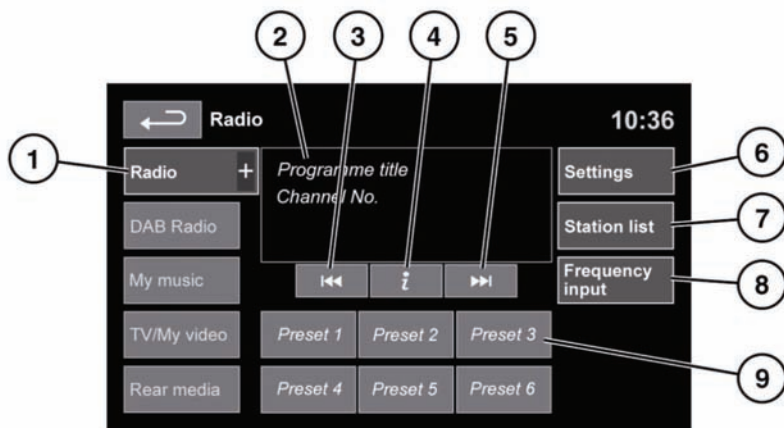 2 3 4 5
Radio 10:36
1
Radio +
Programme title
Channel No.
Settings
6
DAB Radio
Station list
7
My music
i
Frequency
input
8
TV/My video
Preset 1 Preset 2 Preset 3
9
Rear media
Preset 4 Preset 5 Preset 6